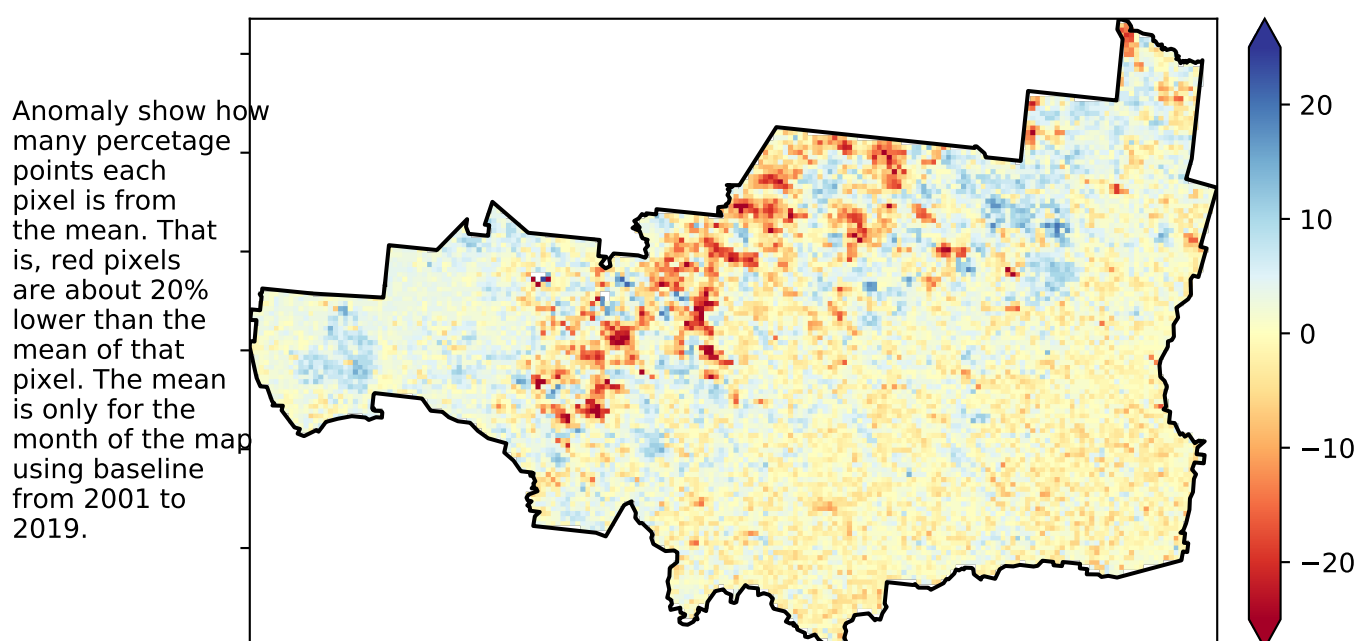 Anomaly show how
many percetage
points each
pixel is from
the mean. That
is, red pixels
are about 20%
lower than the
mean of that
pixel. The mean
is only for the
month of the map
using baseline
from 2001 to
2019.
20
10
0
−10
−20